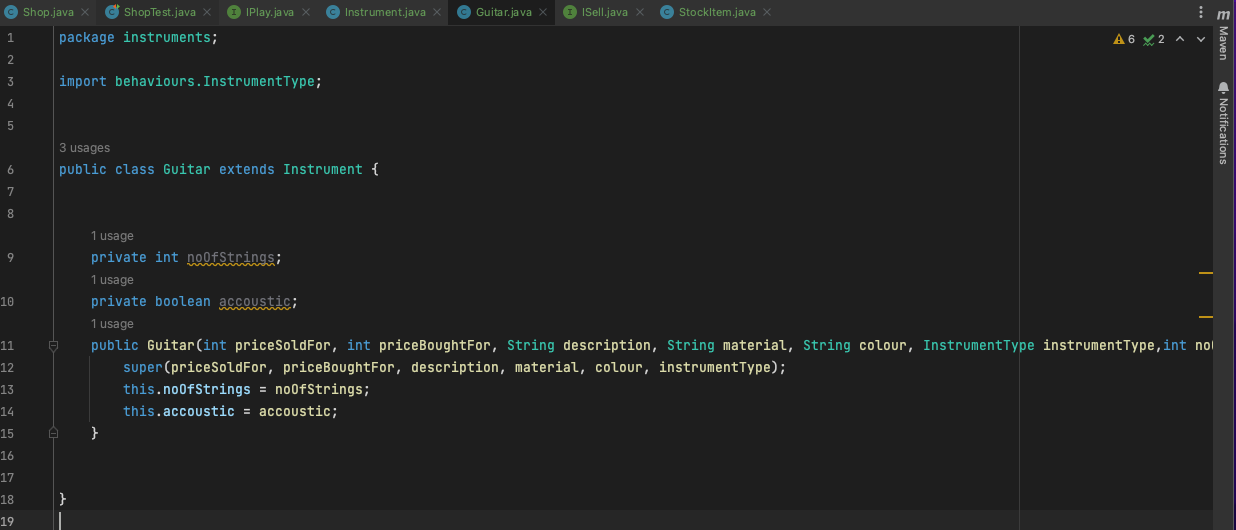 Shop.java ShopTest.java IPlay.java Instrument.java Guitar.java ISell.java StockItem.java
6 2
Maven
Notifications
1 package instruments;
2
3 import behaviours.InstrumentType;
4
5
3 usages
6 public class Guitar extends Instrument {
7
8
1 usage
9 private int noOfStrings;
1 usage
10 private boolean accoustic;
1 usage
11 public Guitar(int priceSoldFor, int priceBoughtFor, String description, String material, String colour, InstrumentType instrumentType,int no
12 super(priceSoldFor, priceBoughtFor, description, material, colour, instrumentType);
13 this.noOfStrings = noOfStrings;
14 this.accoustic = accoustic;
15 }
16
17
18 }
19